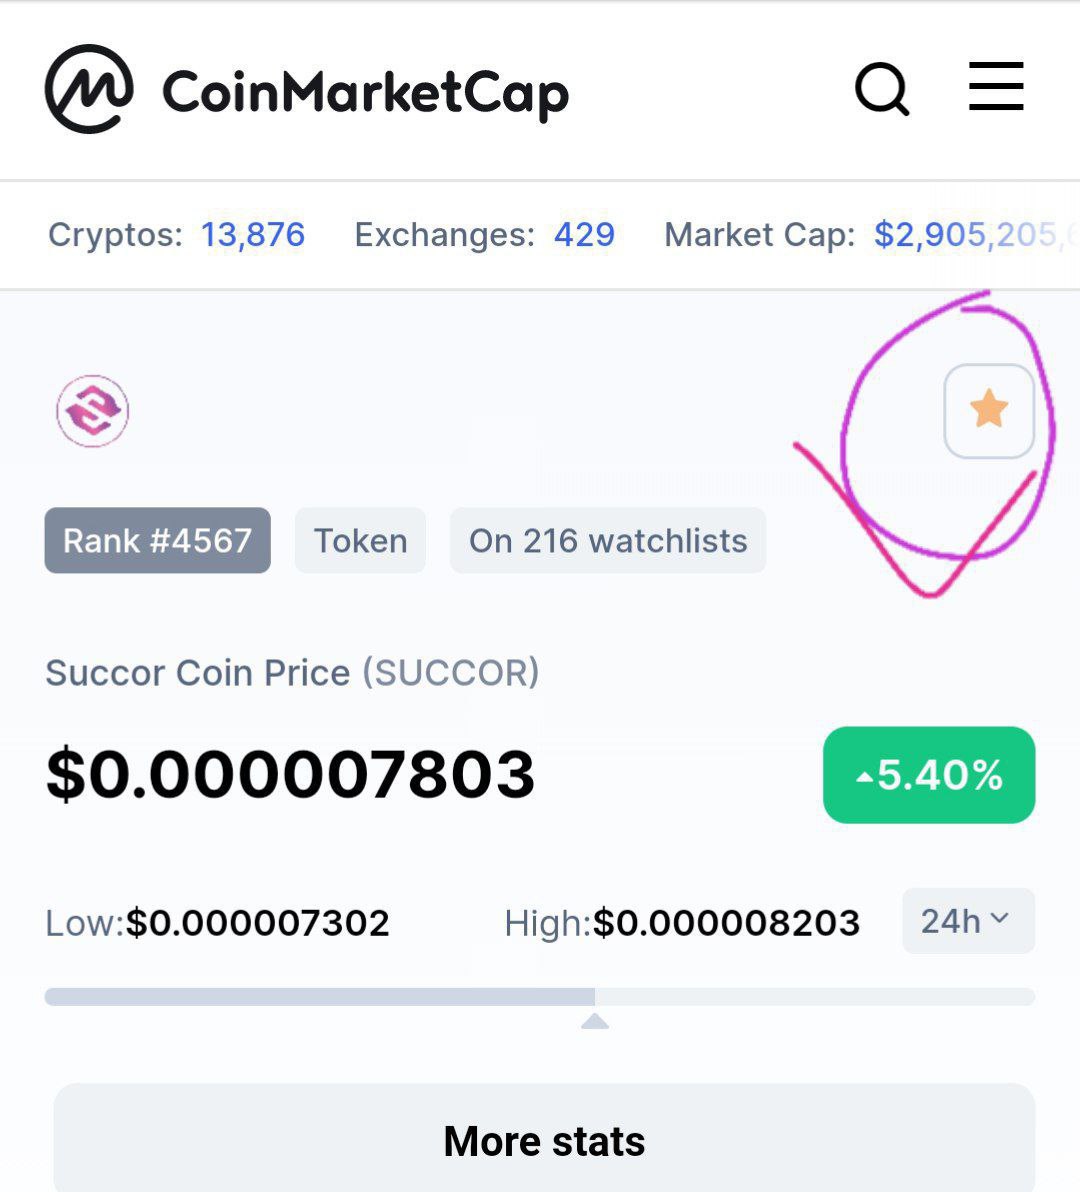 CoinMarketCap
Cryptos: 13,876 Exchanges: 429 Market Cap: $2,905,205,
Rank #4567 Token On 216 watchlists
Succor Coin Price (SUCCOR)
$0.000007803 5.40%
Low:$0.000007302 High:$0.000008203 24h
More stats